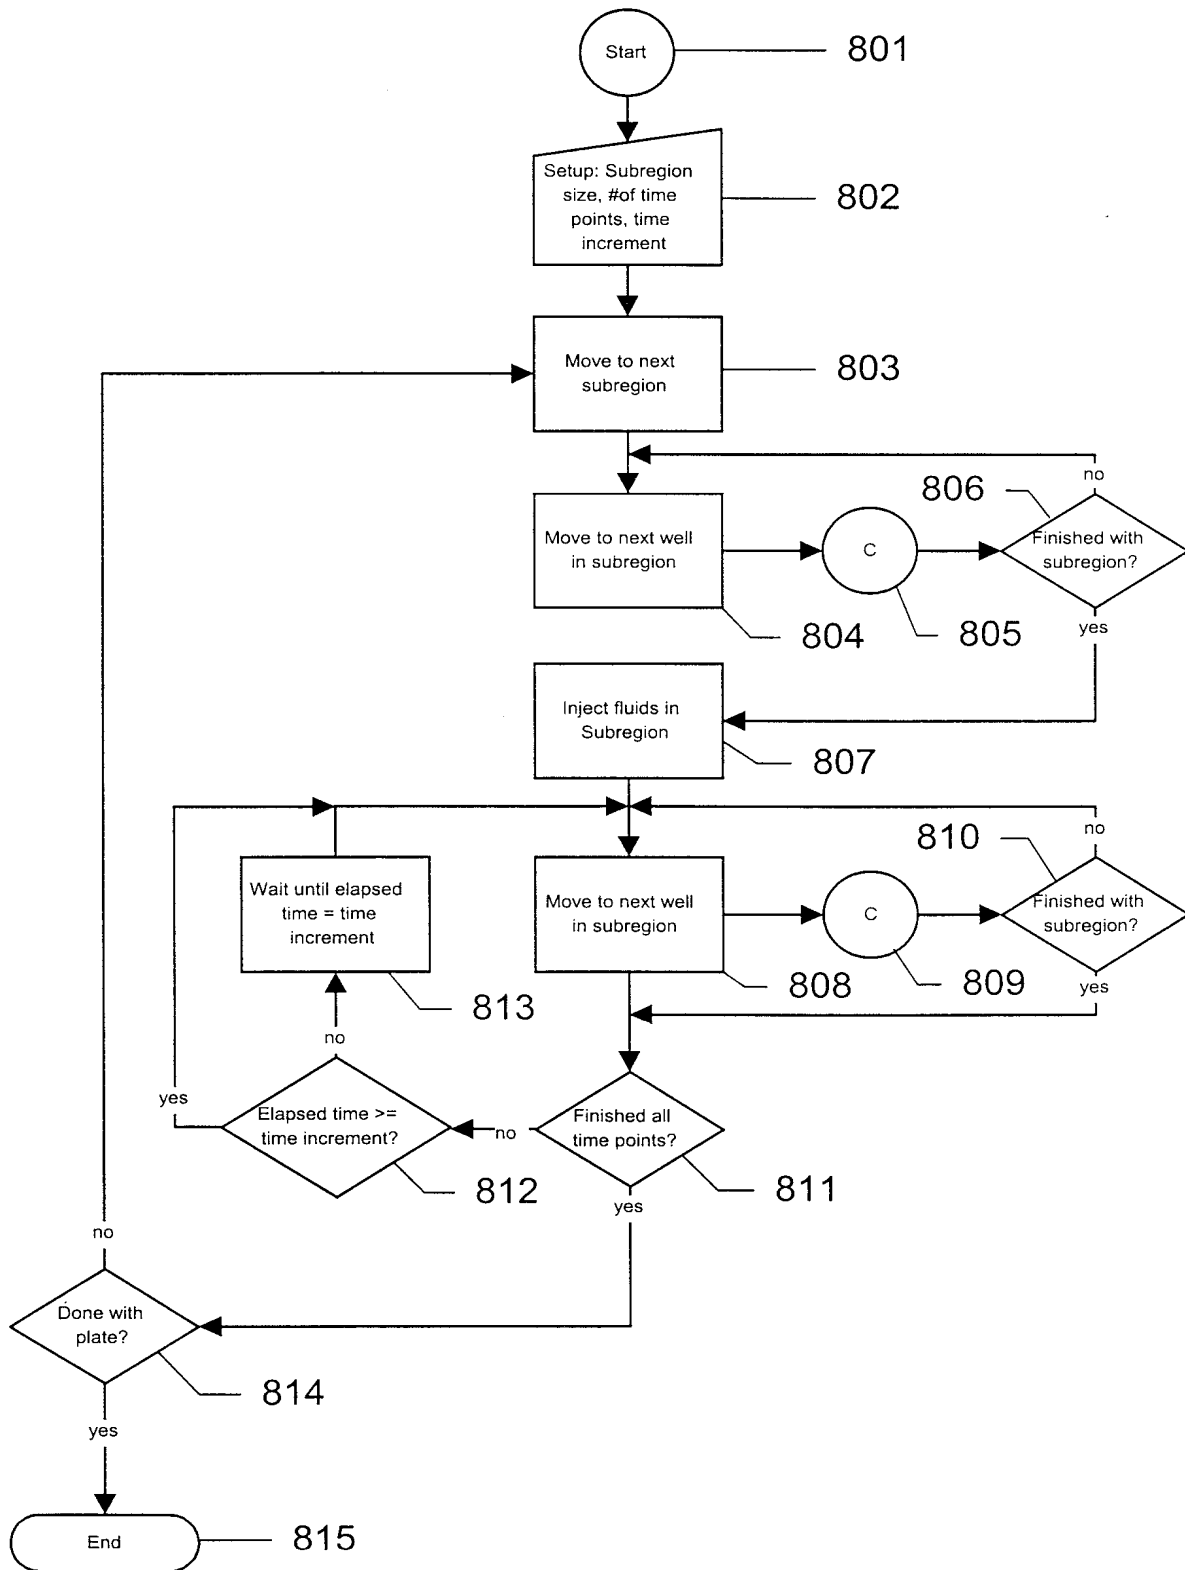 Start
801
Setup: Subregion
size, #of time
points, time
increment
802
Move to next
subregion
803
no
806
Move to next well
in subregion
C
Finished with
subregion?
804
805
yes
Inject fluids in
Subregion
807
no
810
Wait until elapsed
time = time
increment
Move to next well
in subregion
C
Finished with
subregion?
813
808
809
yes
no
yes
Elapsed time >=
time increment?
no
Finished all
time points?
812
811
yes
no
Done with
plate?
814
yes
End
815